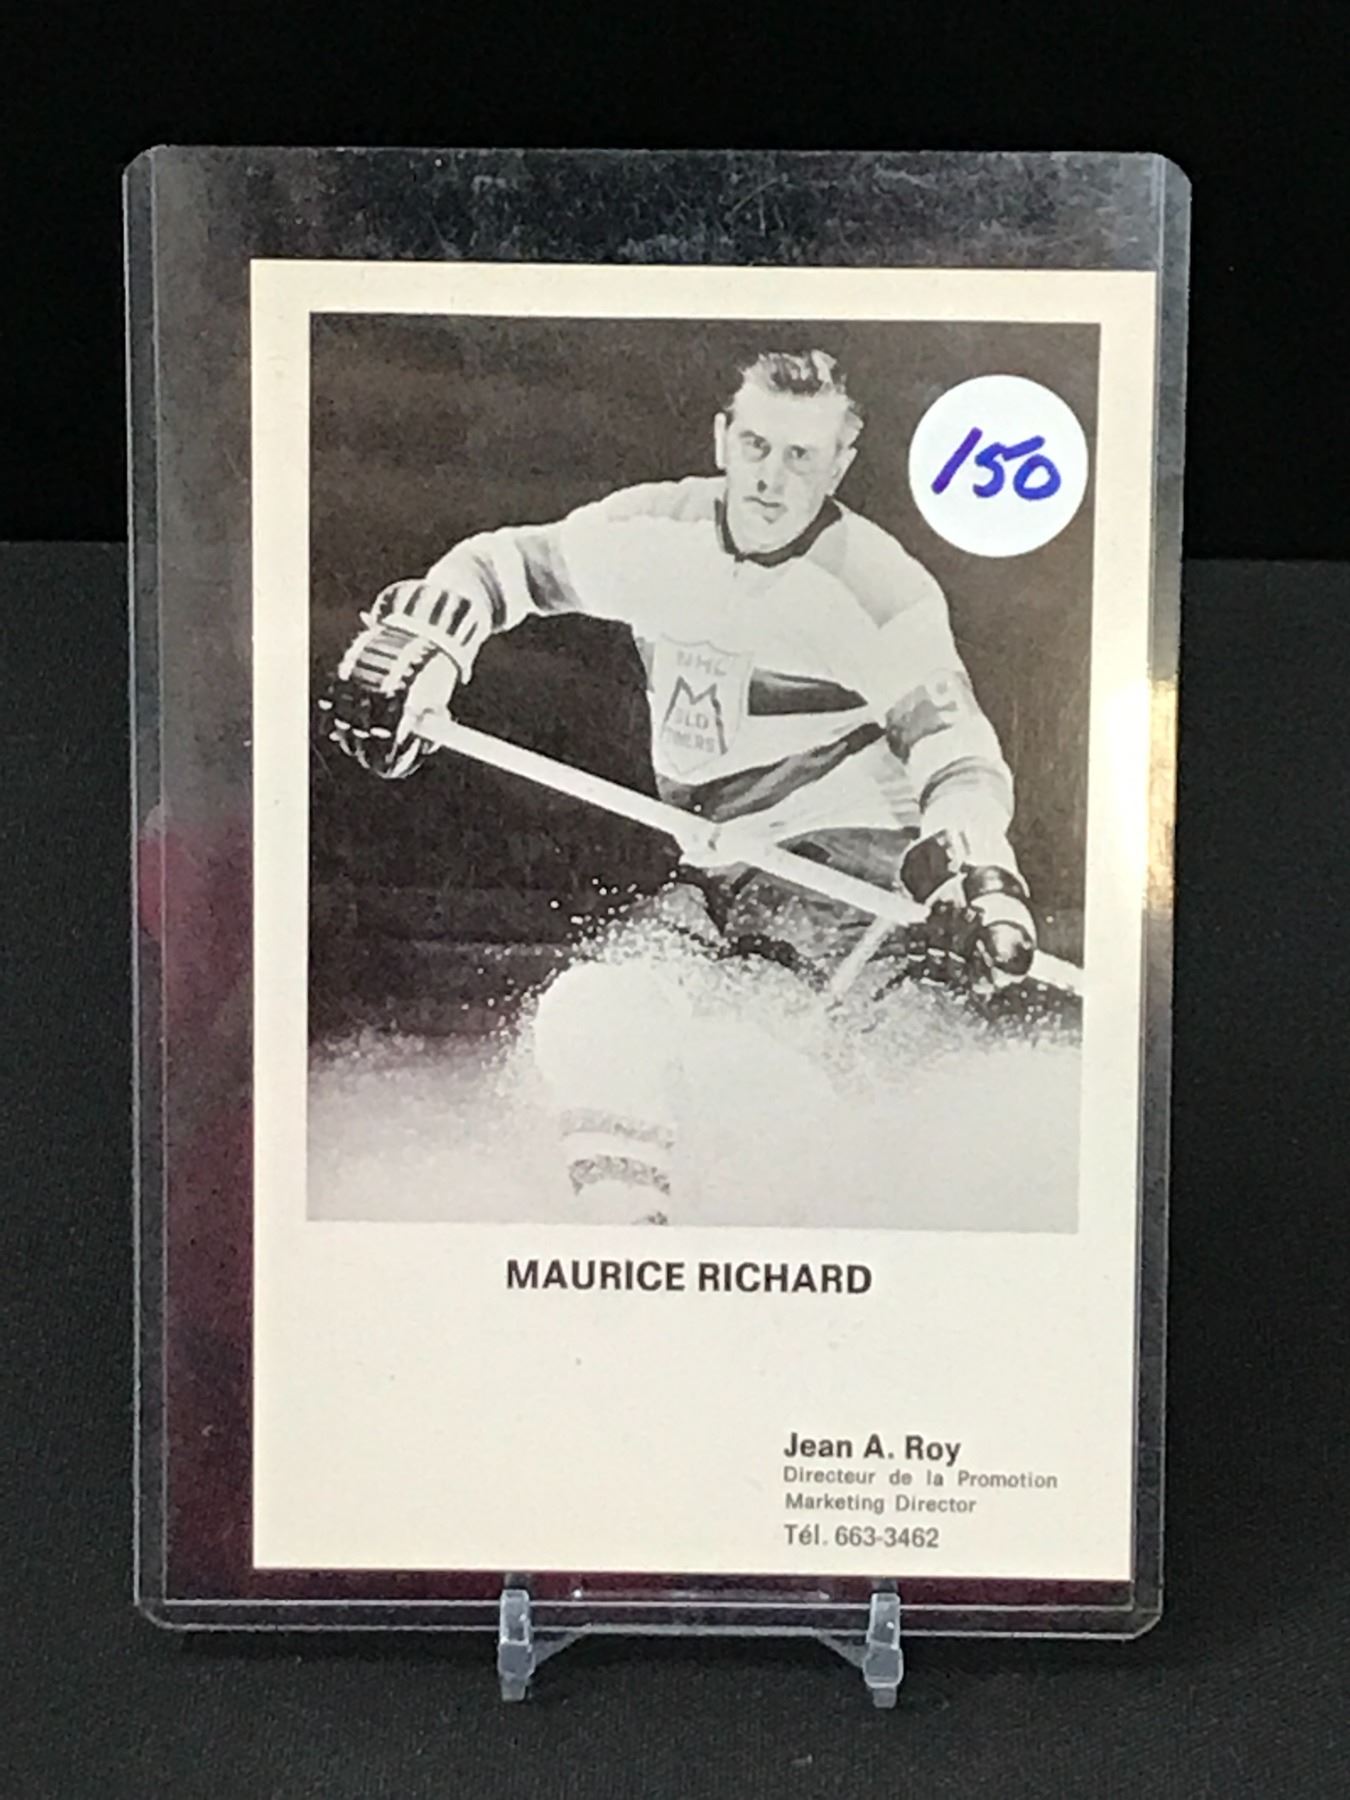 150
NHL
M
OLD
TIMERS
MAURICE RICHARD
Jean A. Roy
Directeur de la Promotion
Marketing Director
Tél. 663-3462